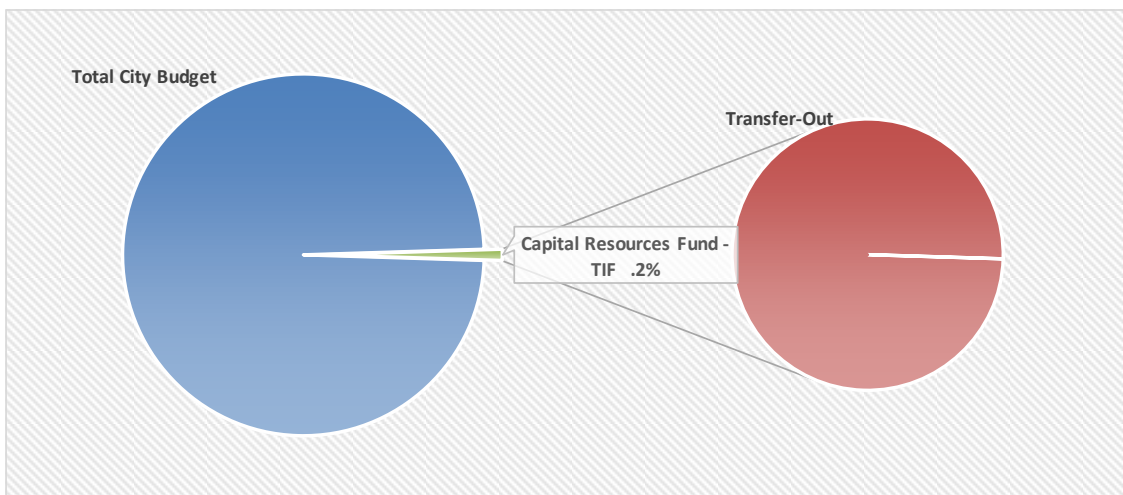 Total City Budget
Transfer-Out
Capital Resources Fund -
TIF .2%